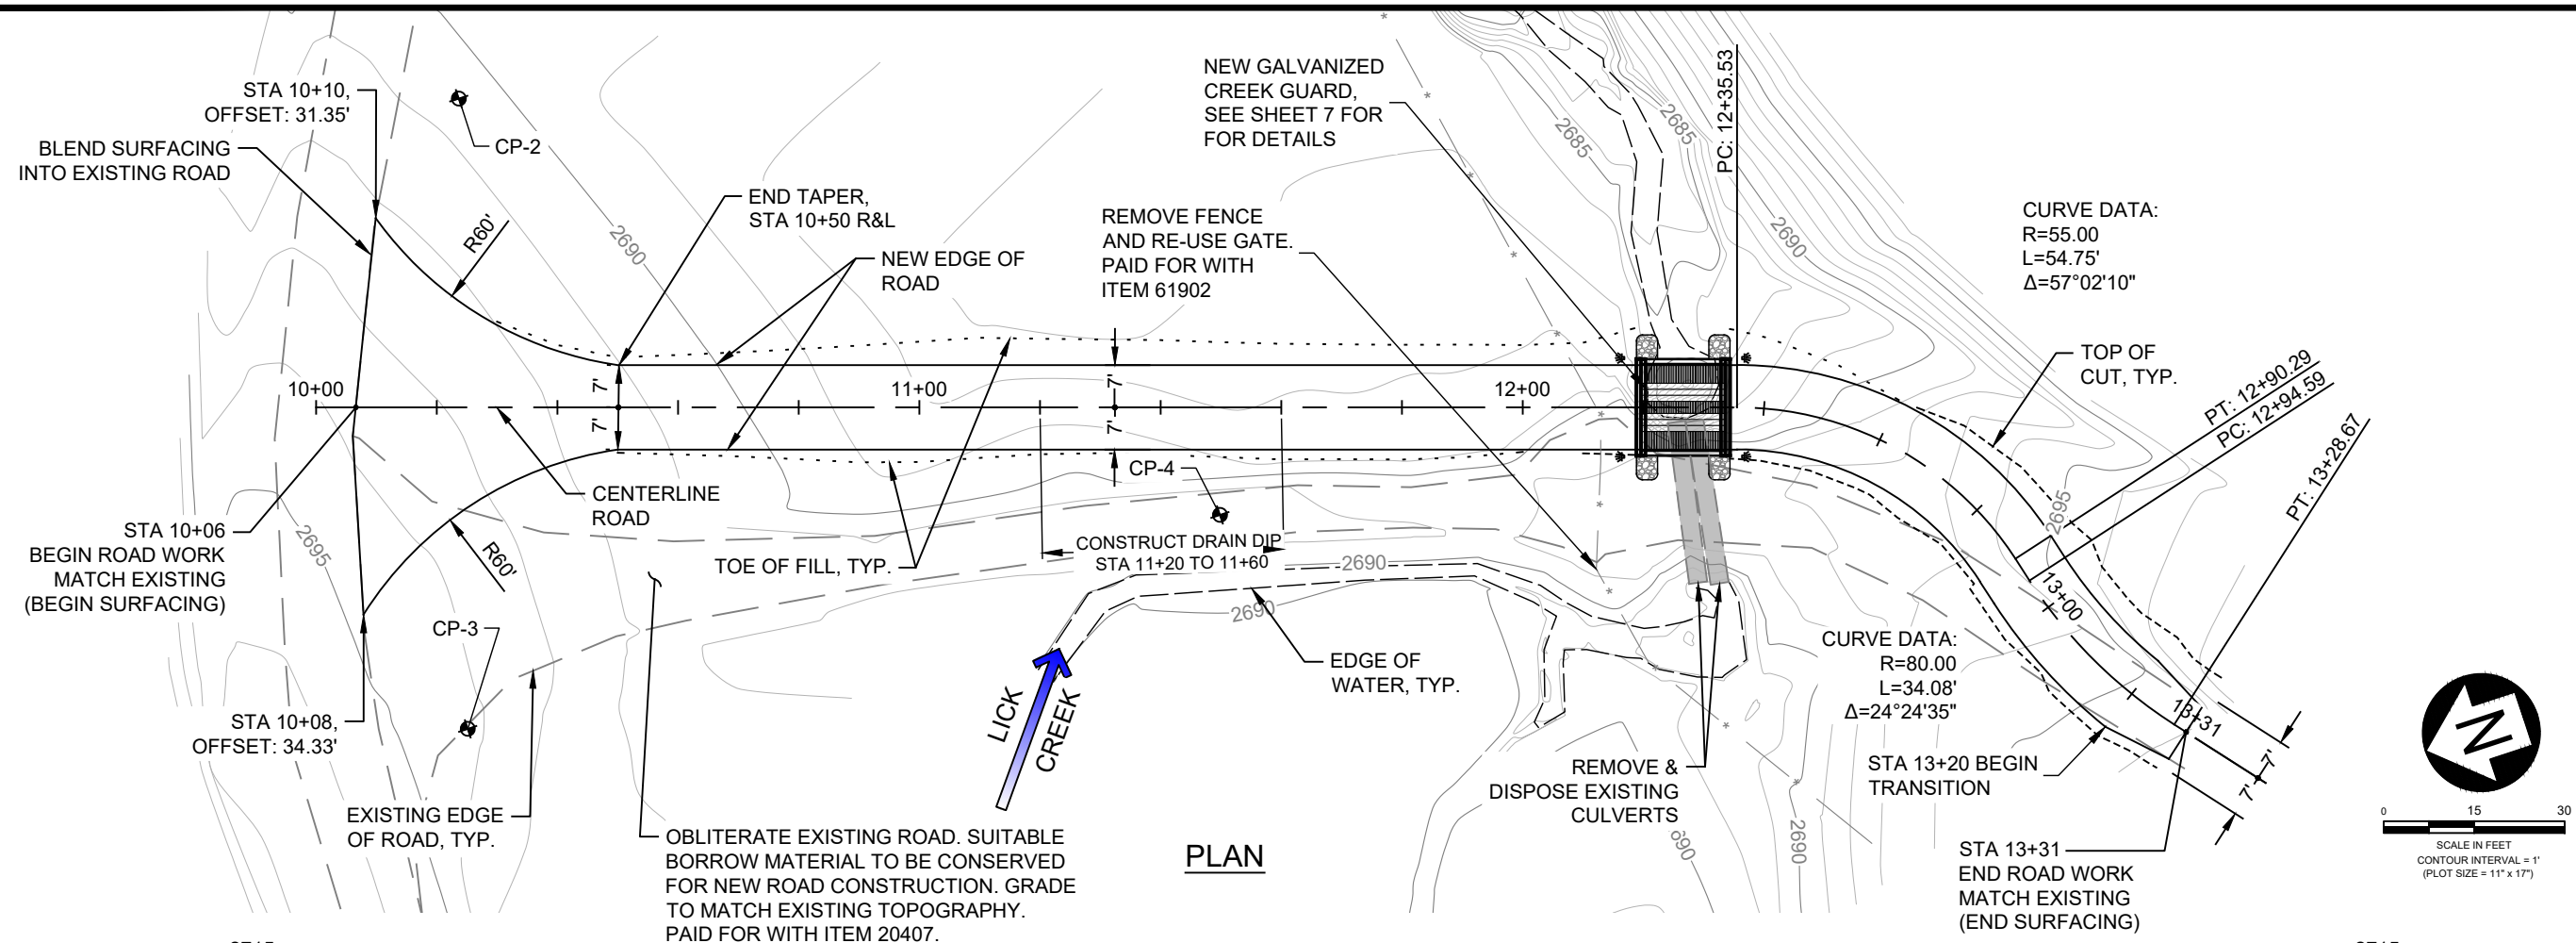 STA 10+10,
OFFSET: 31.35'
BLEND SURFACING
INTO EXISTING ROAD
CP-2
R60'
2690
END TAPER,
STA 10+50 R&L
NEW EDGE OF
ROAD
NEW GALVANIZED
CREEK GUARD,
SEE SHEET 7 FOR
FOR DETAILS
REMOVE FENCE
AND RE-USE GATE.
PAID FOR WITH
ITEM 61902
2685
2685
PC: 12+35.53
2690
CURVE DATA:
R=55.00
L=54.75'
Δ=57°02'10"
TOP OF
CUT, TYP.
PT: 12+90.29
PC: 12+94.59
PT: 13+28.67
10+00
7'
7'
11+00
7'
7'
12+00
2695
13+00
13+31
7'
7'
STA 10+06
BEGIN ROAD WORK
MATCH EXISTING
(BEGIN SURFACING)
2695
CENTERLINE
ROAD
R60'
TOE OF FILL, TYP.
CP-4
CONSTRUCT DRAIN DIP
STA 11+20 TO 11+60
2690
2690
CP-3
STA 10+08,
OFFSET: 34.33'
EXISTING EDGE
OF ROAD, TYP.
LICK
CREEK
EDGE OF
WATER, TYP.
OBLITERATE EXISTING ROAD. SUITABLE
BORROW MATERIAL TO BE CONSERVED
FOR NEW ROAD CONSTRUCTION. GRADE
TO MATCH EXISTING TOPOGRAPHY.
PAID FOR WITH ITEM 20407.
PLAN
REMOVE &
DISPOSE EXISTING
CULVERTS
2690
CURVE DATA:
R=80.00
L=34.08'
Δ=24°24'35"
STA 13+20 BEGIN
TRANSITION
STA 13+31
END ROAD WORK
MATCH EXISTING
(END SURFACING)
N
0 15 30
SCALE IN FEET
CONTOUR INTERVAL = 1'
(PLOT SIZE = 11" x 17")